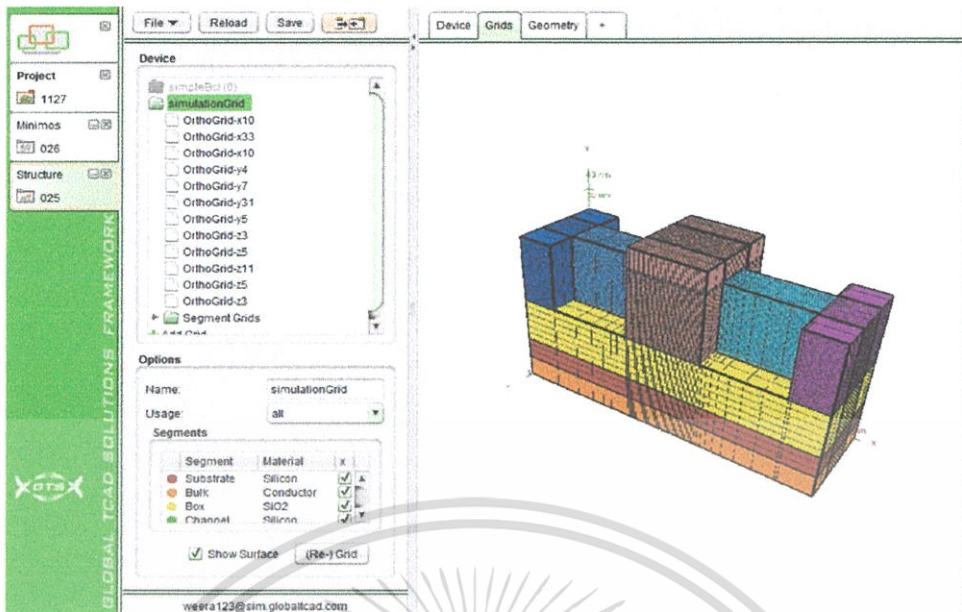 File Reload Save
Device Grids Geometry +
Project
1127
Minimos
026
Structure
025
GLOBAL TCAD SOLUTIONS FRAMEWORK
GTS
Device
simulationGrid
OrthoGrid-x10
OrthoGrid-x33
OrthoGrid-x10
OrthoGrid-y4
OrthoGrid-y7
OrthoGrid-y31
OrthoGrid-y5
OrthoGrid-z3
OrthoGrid-z5
OrthoGrid-z11
OrthoGrid-z5
OrthoGrid-z3
Segment Grids
Add Grid
Options
Name: simulationGrid
Usage: all
Segments
Segment Material x
Substrate Silicon
Bulk Conductor
Box SiO2
Channel Silicon
Show Surface (Re-) Grid
weera123@sim.globaltcad.com
x